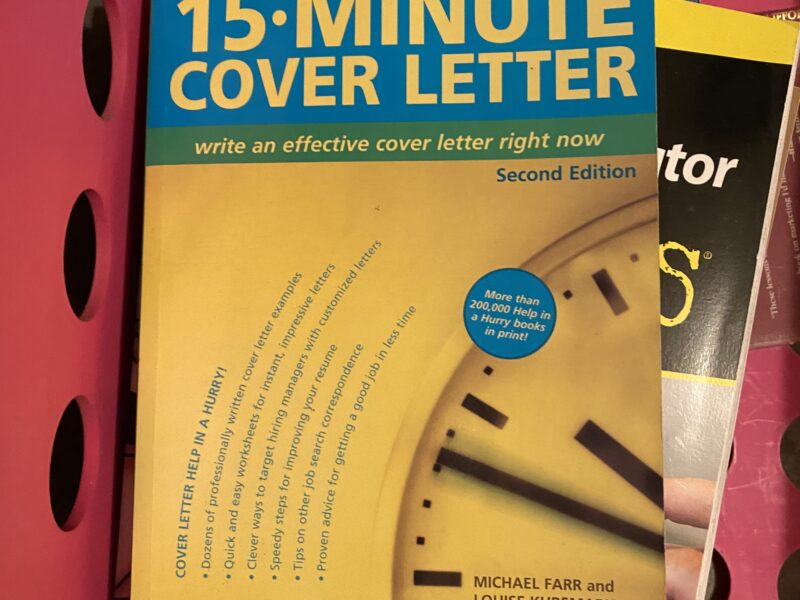 15•MINUTE
COVER LETTER
write an effective cover letter right now
Second Edition
More than
200,000 Help in
a Hurry books
in print!
COVER LETTER HELP IN A HURRY!
• Dozens of professionally written cover letter examples
• Quick and easy worksheets for instant, impressive letters
• Clever ways to target hiring managers with customized letters
• Speedy steps for improving your resume
• Tips on other job search correspondence
• Proven advice for getting a good job in less time
MICHAEL FARR and